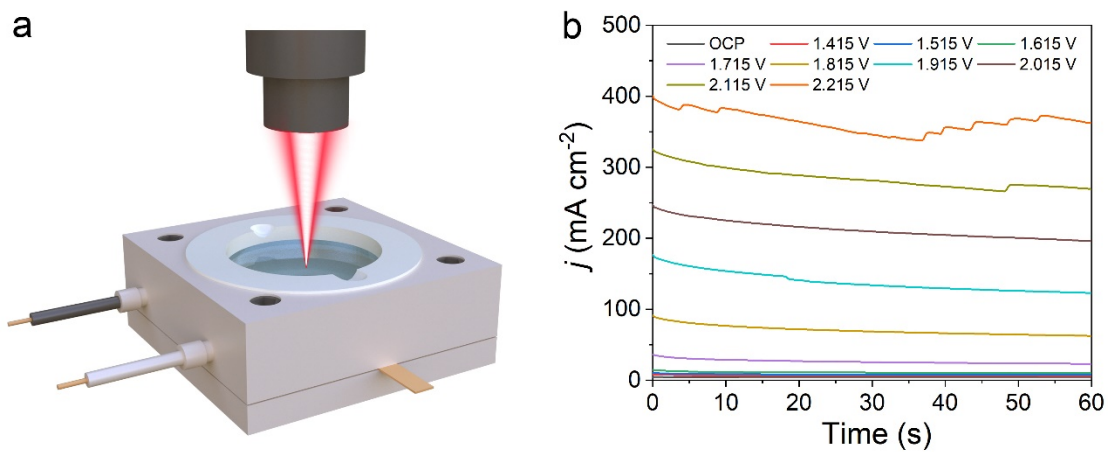 a
b
500
400
300
200
100
0
j (mA cm⁻²)
OCP 1.415 V 1.515 V 1.615 V
1.715 V 1.815 V 1.915 V 2.015 V
2.115 V 2.215 V
0 10 20 30 40 50 60
Time (s)